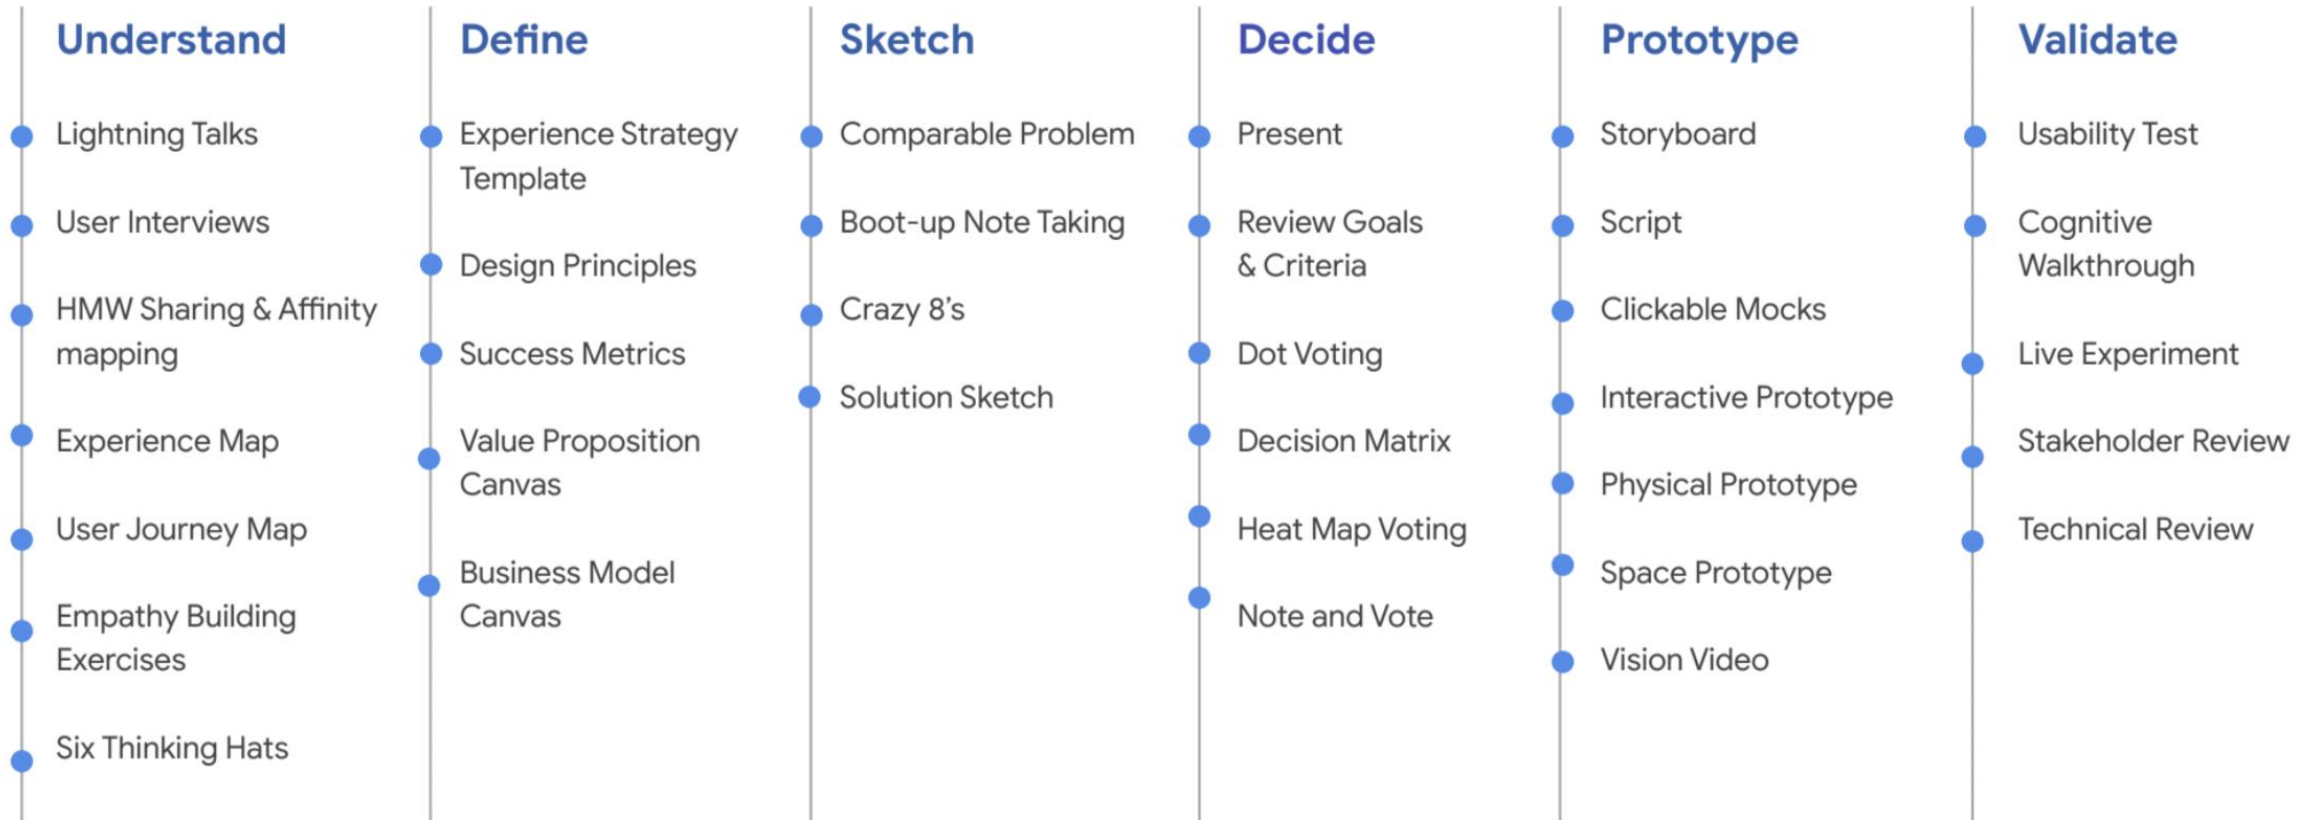 Understand
Lightning Talks
User Interviews
HMW Sharing & Affinity
mapping
Experience Map
User Journey Map
Empathy Building
Exercises
Six Thinking Hats
Define
Experience Strategy
Template
Design Principles
Success Metrics
Value Proposition
Canvas
Business Model
Canvas
Sketch
Comparable Problem
Boot-up Note Taking
Crazy 8’s
Solution Sketch
Decide
Present
Review Goals
& Criteria
Dot Voting
Decision Matrix
Heat Map Voting
Note and Vote
Prototype
Storyboard
Script
Clickable Mocks
Interactive Prototype
Physical Prototype
Space Prototype
Vision Video
Validate
Usability Test
Cognitive
Walkthrough
Live Experiment
Stakeholder Review
Technical Review